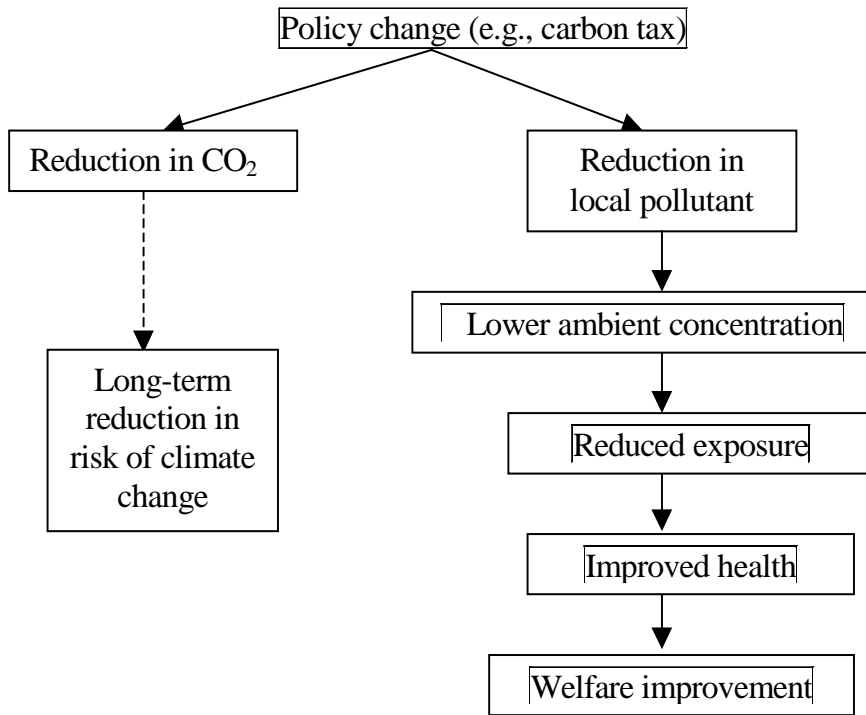 Policy change (e.g., carbon tax)
Reduction in CO₂
Reduction in
local pollutant
Lower ambient concentration
Long-term
reduction in
risk of climate
change
Reduced exposure
Improved health
Welfare improvement